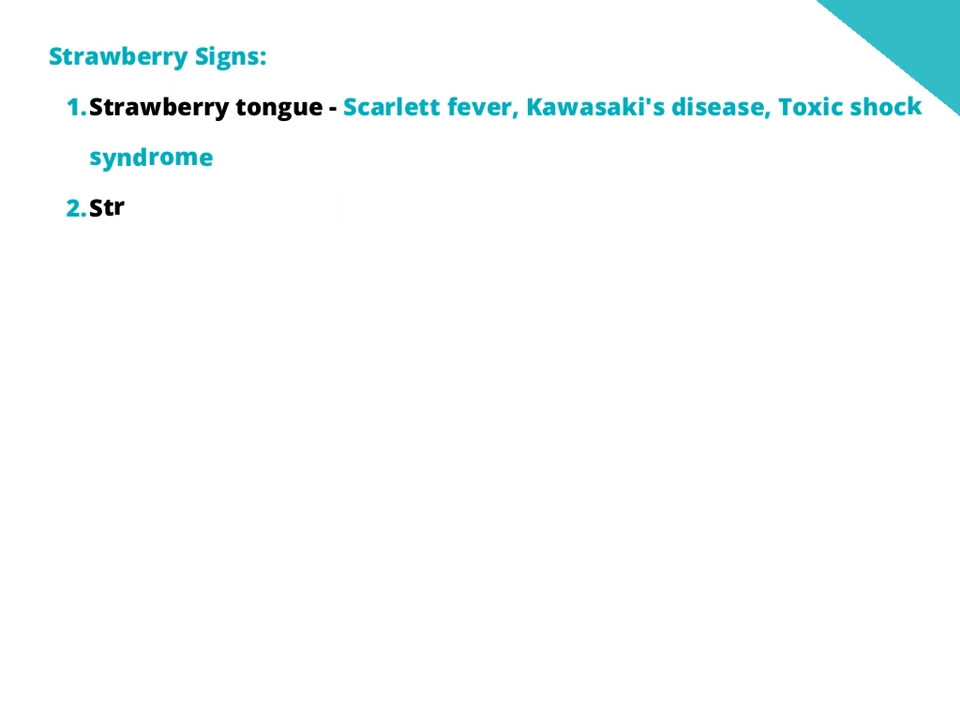 Strawberry Signs:
1. Strawberry tongue - Scarlett fever, Kawasaki's disease, Toxic shock
syndrome
2. Str